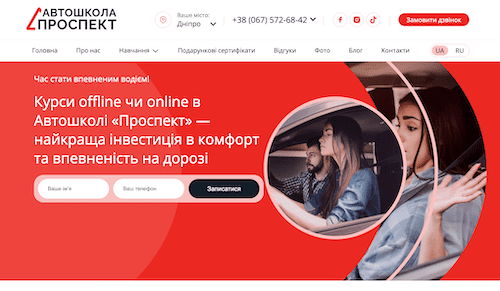 АВТОШКОЛА
ПРОСПЕКТ
Ваше місто:
Дніпро
+38 (067) 572-68-42
Замовити дзвінок
Головна Про нас Навчання Подарункові сертифікати Відгуки Фото Блог Контакти UA RU
Час стати впевненим водієм!
Курси offline чи online в
Автошколі «Проспект» —
найкраща інвестиція в комфорт
та впевненість на дорозі
Ваше ім'я
Ваш телефон
Записатися